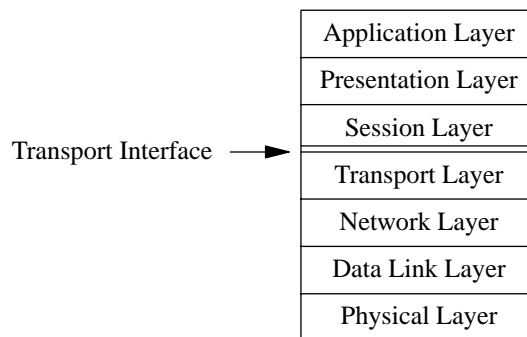 Application Layer
Presentation Layer
Session Layer
Transport Interface
Transport Layer
Network Layer
Data Link Layer
Physical Layer